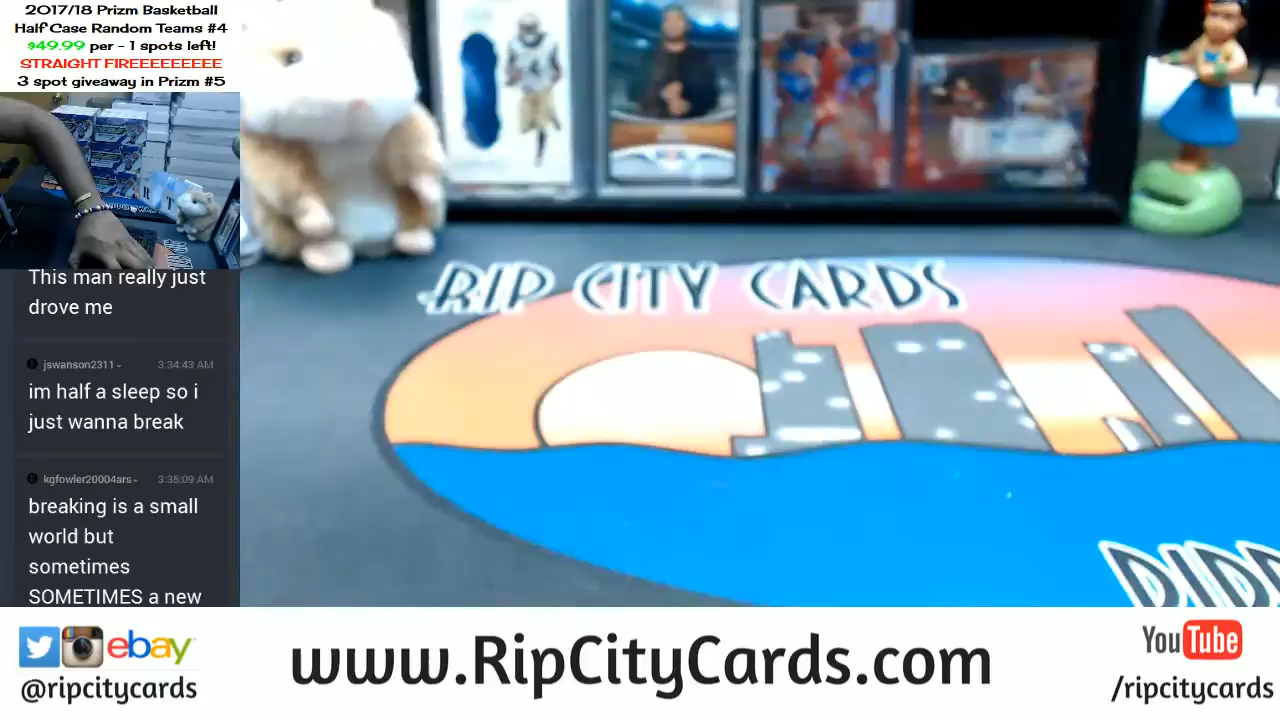 2017/18 Prizm Basketball
Half Case Random Teams #4
$49.99 per - 1 spots left!
STRAIGHT FIREEEEEEEEE
3 spot giveaway in Prizm #5
This man really just
drove me
jswanson2311
3:34:43 AM
im half a sleep so i
just wanna break
kgfowler20004ars
3:35:09 AM
breaking is a small
world but
sometimes
SOMETIMES a new
RIP CITY CARDS
ebay
@ripcitycards
www.RipCityCards.com
YouTube
/ripcitycards